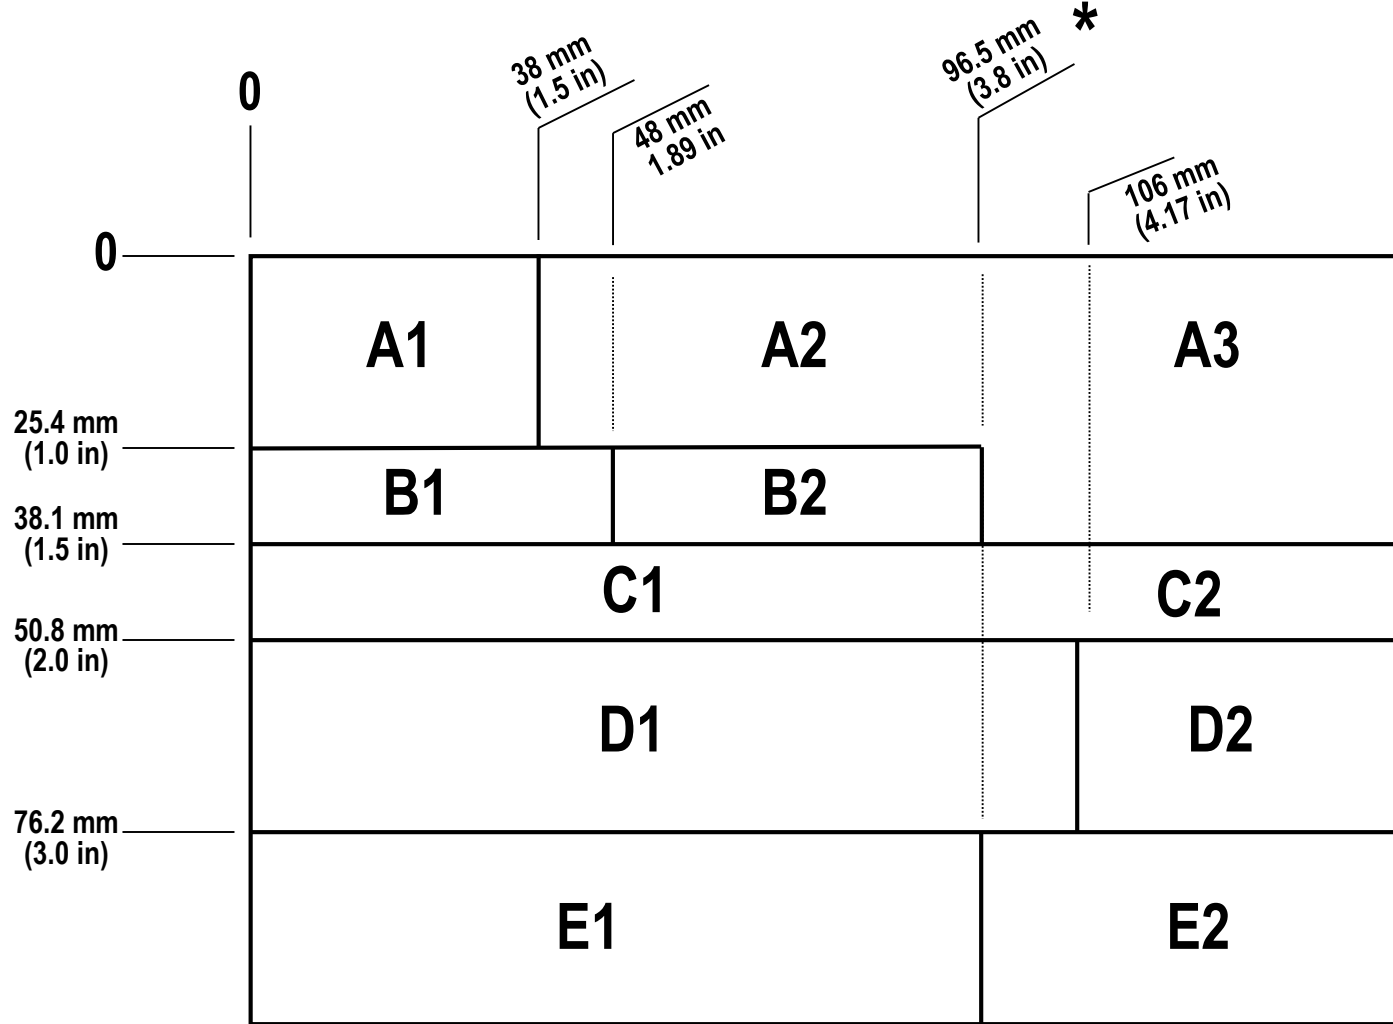 0
38 mm
(1.5 in)
48 mm
1.89 in
96.5 mm
(3.8 in)
*
106 mm
(4.17 in)
0
A1
A2
A3
25.4 mm
(1.0 in)
B1
B2
38.1 mm
(1.5 in)
C1
C2
50.8 mm
(2.0 in)
D1
D2
76.2 mm
(3.0 in)
E1
E2